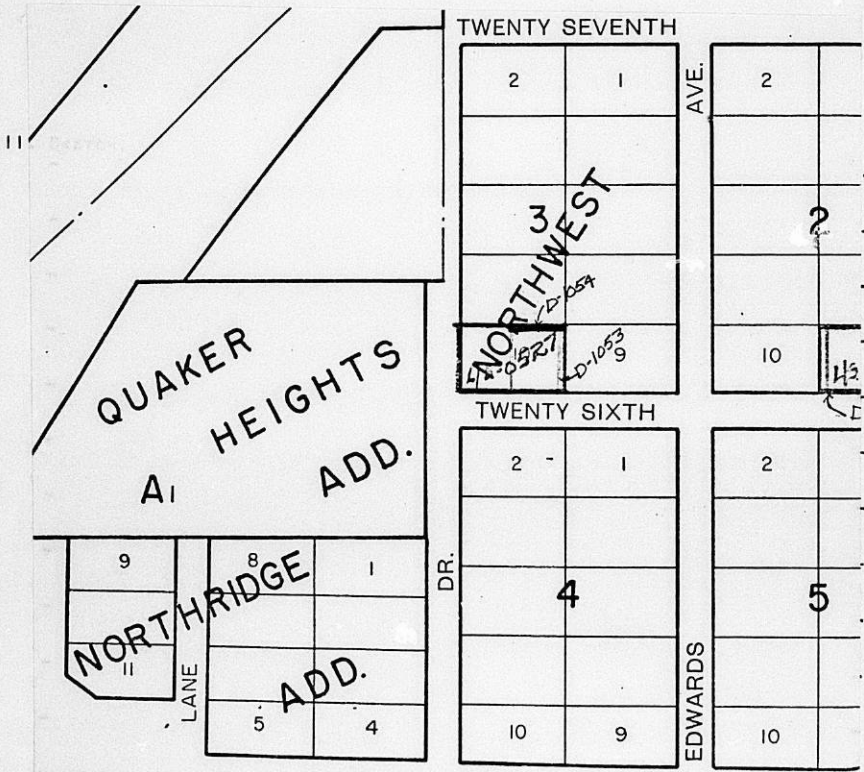 TWENTY SEVENTH
2 1 AVE. 2
11
3 NORTHWEST 2
D-1054
D-1053
9 10
QUAKER
HEIGHTS
ADD.
A1
TWENTY SIXTH
2 1 2
9 8 1
NORTHRIDGE
ADD.
DR.
4 5
11
LANE
5 4
10 9 EDWARDS 10